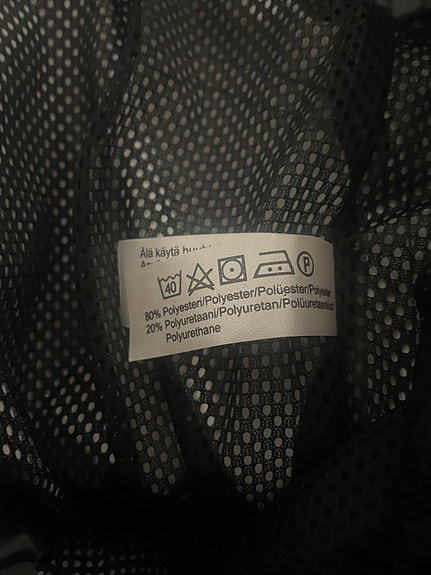 Älä käytä
40 P
80% Polyesteri/Polyester/Polüester/Polyester
20% Polyuretaani/Polyuretan/Polüuretaan
Polyurethane